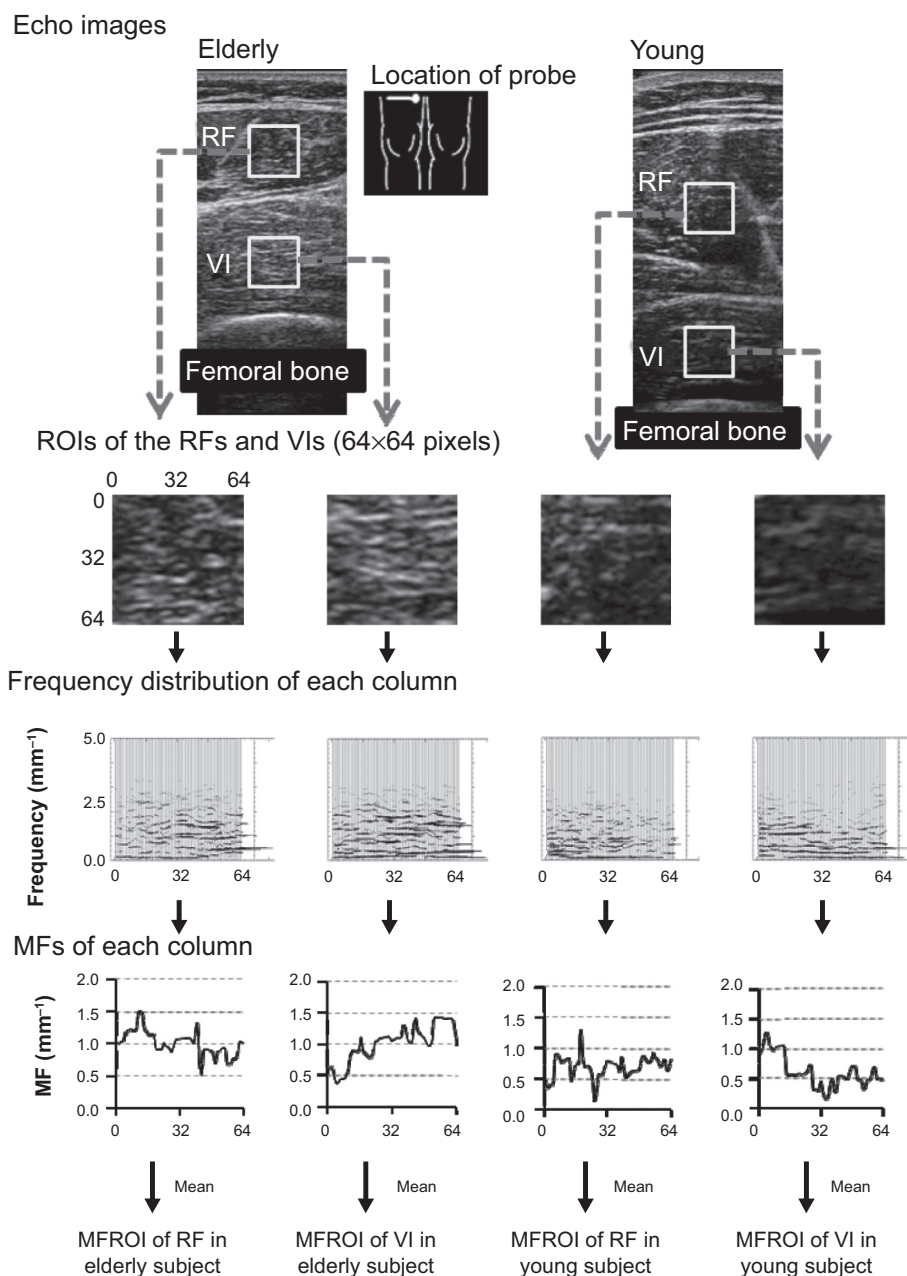 Echo images
Elderly
Young
Location of probe
RF
VI
Femoral bone
RF
VI
Femoral bone
ROIs of the RFs and VIs (64×64 pixels)
0 32 64
0
32
64
Frequency distribution of each column
Frequency (mm⁻¹)
5.0
2.5
0.0
0 32 64
0 32 64
0 32 64
0 32 64
MFs of each column
MF (mm⁻¹)
2.0
1.5
1.0
0.5
0.0
0 32 64
2.0
1.5
1.0
0.5
0.0
0 32 64
2.0
1.5
1.0
0.5
0.0
0 32 64
2.0
1.5
1.0
0.5
0.0
0 32 64
Mean
Mean
Mean
Mean
MFROI of RF in
elderly subject
MFROI of VI in
elderly subject
MFROI of RF in
young subject
MFROI of VI in
young subject